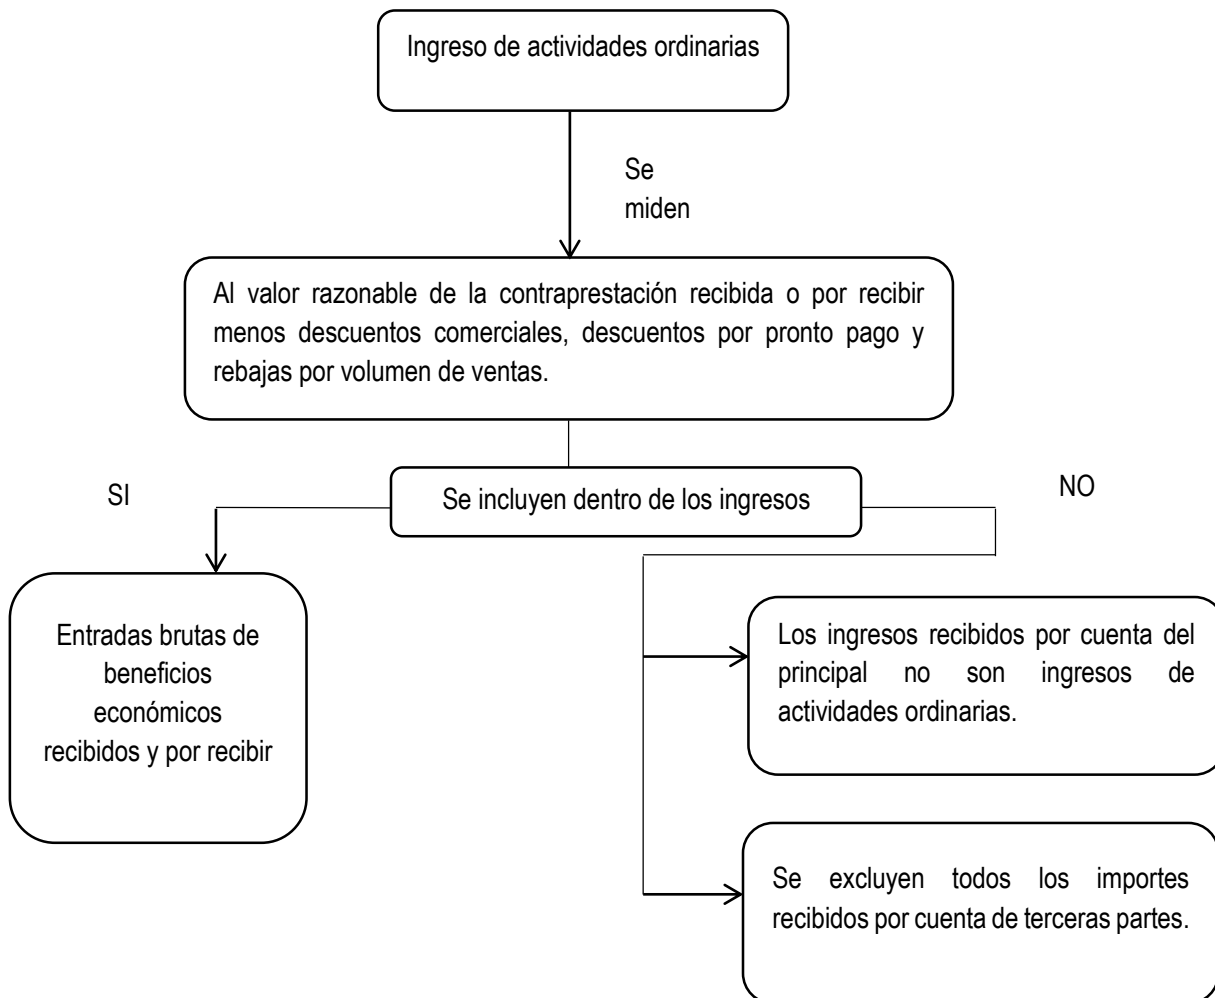 Ingreso de actividades ordinarias
Se
miden
Al valor razonable de la contraprestación recibida o por recibir
menos descuentos comerciales, descuentos por pronto pago y
rebajas por volumen de ventas.
SI
Se incluyen dentro de los ingresos
NO
Entradas brutas de
beneficios
económicos
recibidos y por recibir
Los ingresos recibidos por cuenta del
principal no son ingresos de
actividades ordinarias.
Se excluyen todos los importes
recibidos por cuenta de terceras partes.